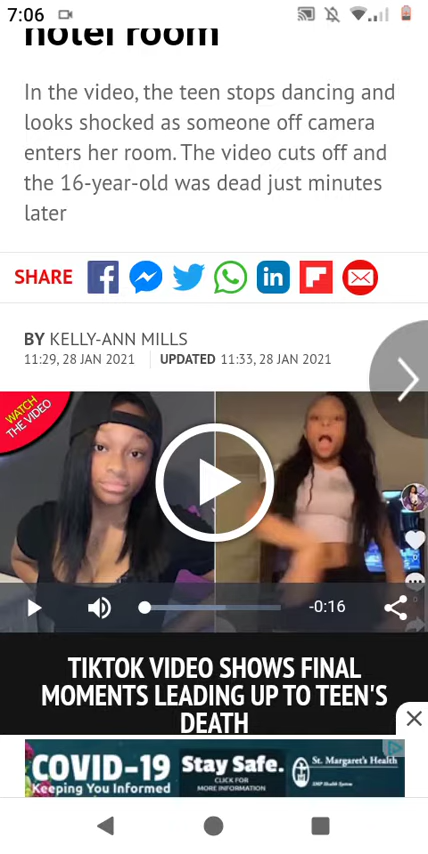 7:06
hotel room
In the video, the teen stops dancing and
looks shocked as someone off camera
enters her room. The video cuts off and
the 16-year-old was dead just minutes
later
SHARE
BY KELLY-ANN MILLS
11:29, 28 JAN 2021 UPDATED 11:33, 28 JAN 2021
WATCH
THE VIDEO
-0:16
TIKTOK VIDEO SHOWS FINAL
MOMENTS LEADING UP TO TEEN'S
DEATH
COVID-19
Keeping You Informed
Stay Safe.
CLICK FOR
MORE INFORMATION
St. Margaret's Health